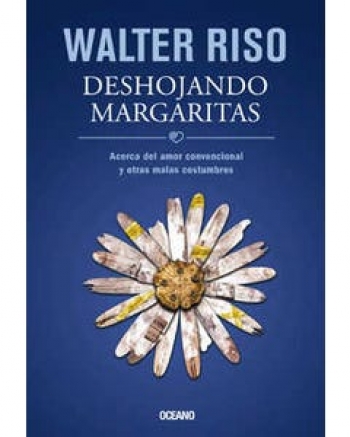 WALTER RISO
DESHOJANDO
MARGARITAS
Acerca del amor convencional
y otras malas costumbres
OCEANO